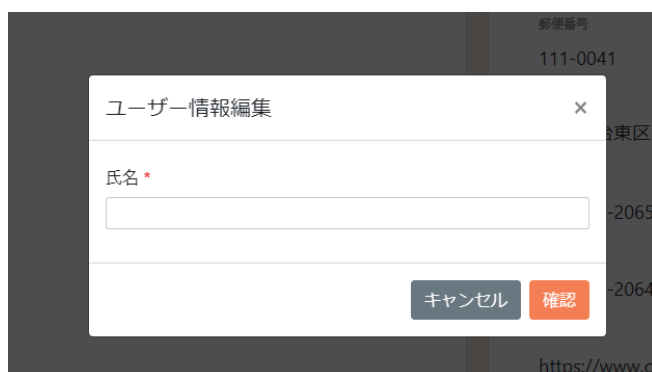 郵便番号
111-0041
ユーザー情報編集
×
台東区
氏名 *
-2065
-2064
キャンセル
確認
https://www.c